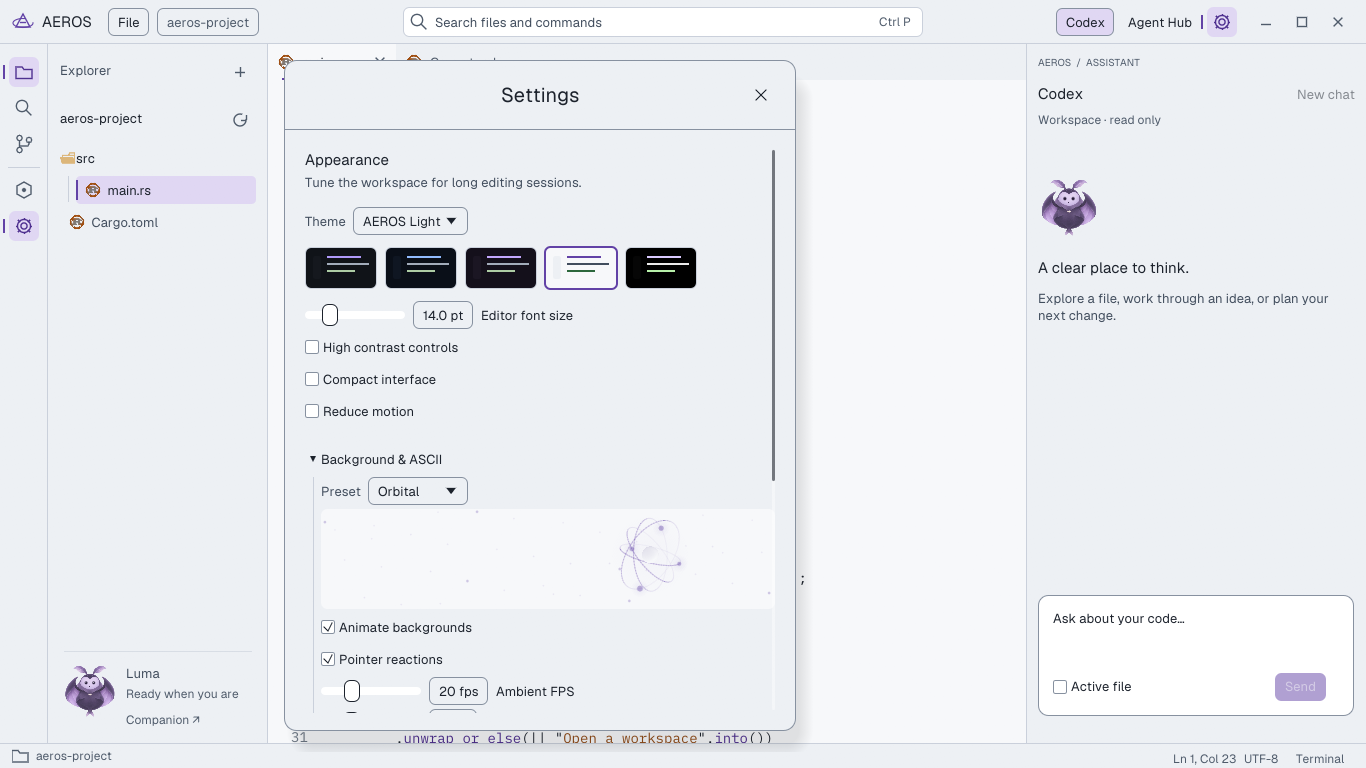 AEROS
File
aeros-project
Search files and commands
Ctrl P
Codex
Agent Hub
Explorer
aeros-project
src
main.rs
Cargo.toml
Luma
Ready when you are
Companion ↗
Settings
Appearance
Tune the workspace for long editing sessions.
Theme
AEROS Light
14.0 pt
Editor font size
High contrast controls
Compact interface
Reduce motion
Background & ASCII
Preset
Orbital
Animate backgrounds
Pointer reactions
20 fps
Ambient FPS
;
31
.unwrap_or_else(|| "Open a workspace".into())
AEROS / ASSISTANT
Codex
New chat
Workspace · read only
A clear place to think.
Explore a file, work through an idea, or plan your
next change.
Ask about your code…
Active file
Send
aeros-project
Ln 1, Col 23
UTF-8
Terminal